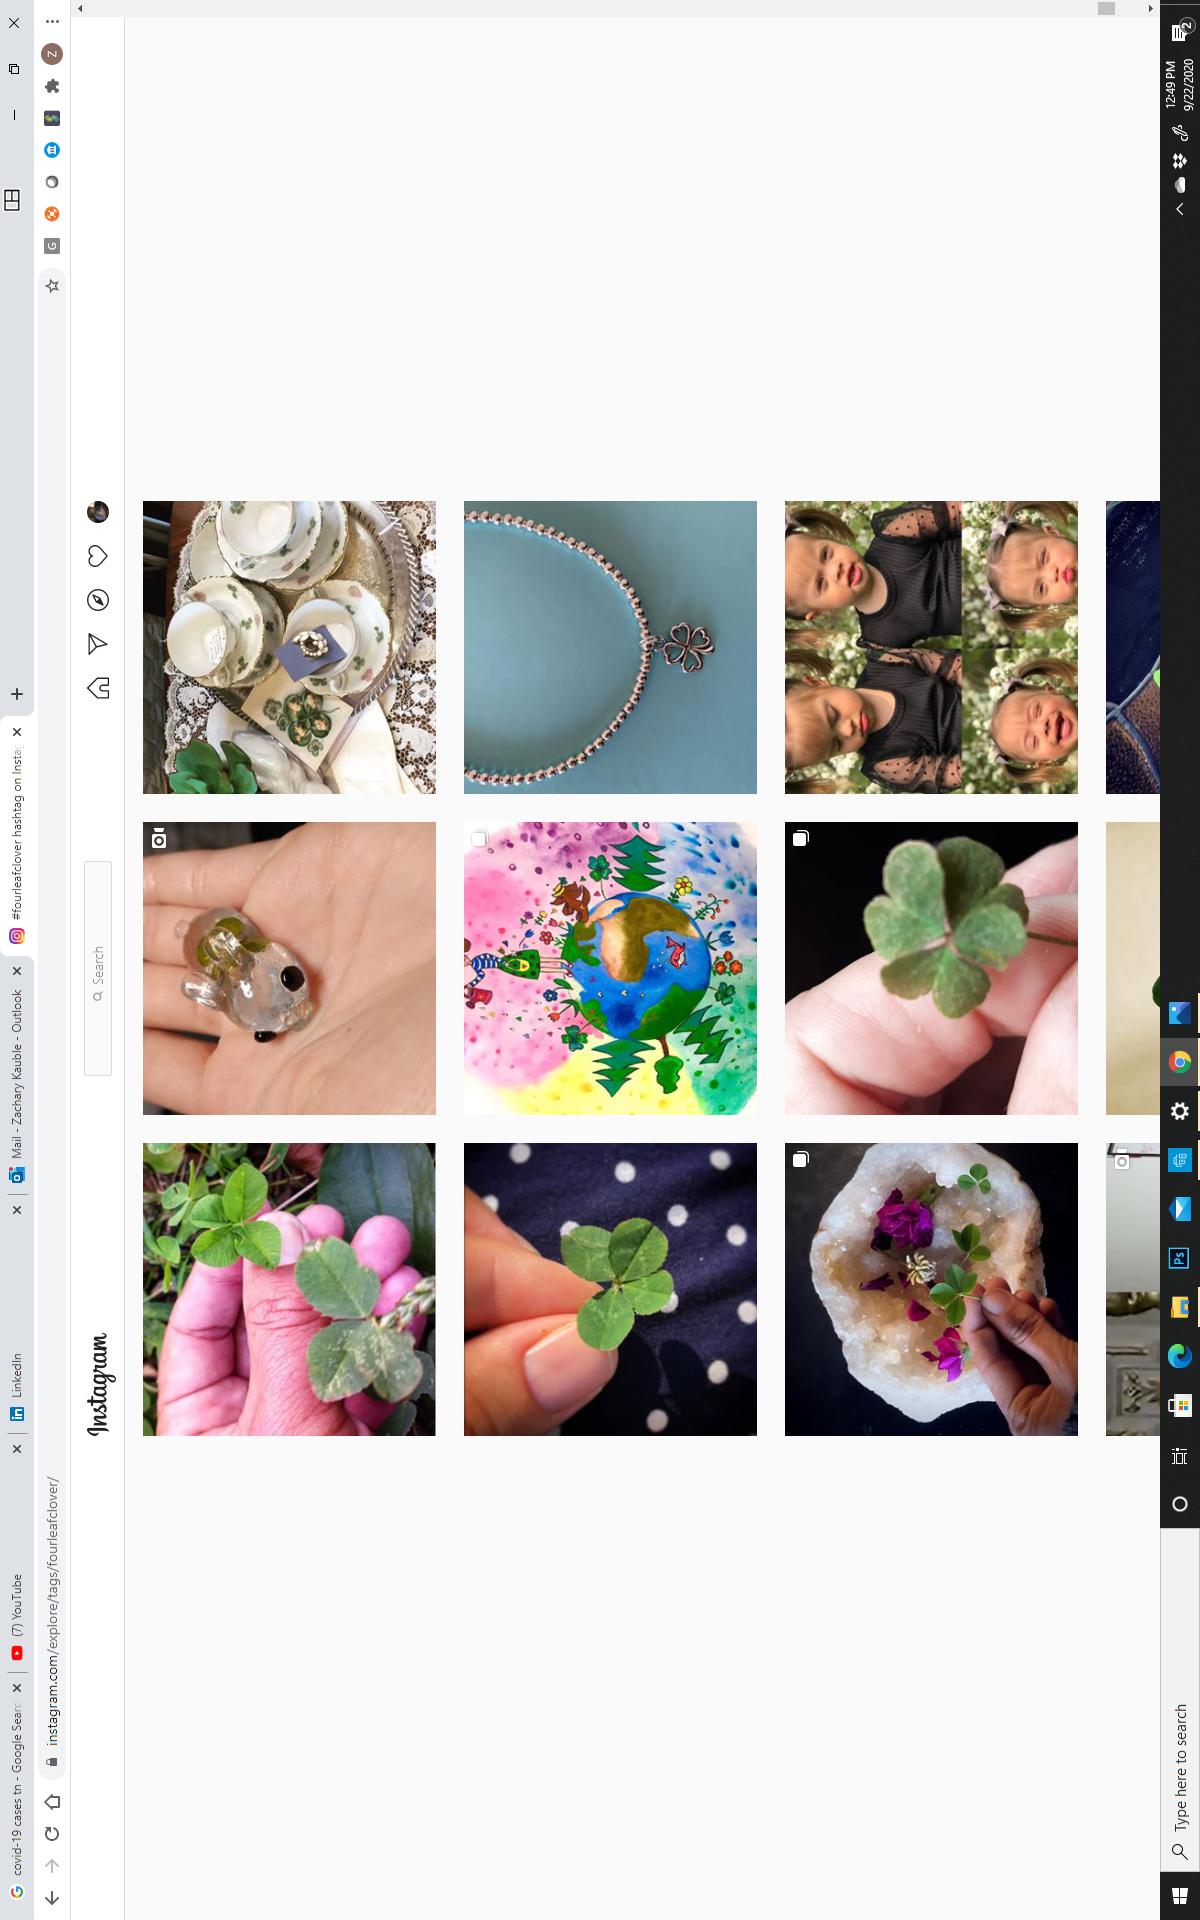 covid-19 cases tn - Google Searc
(7) YouTube
LinkedIn
Mail - Zachary Kauble - Outlook
#fourleafclover hashtag on Insta
instagram.com/explore/tags/fourleafclover/
G
Z
Instagram
Search
Type here to search
Ps
12:49 PM
9/22/2020
2